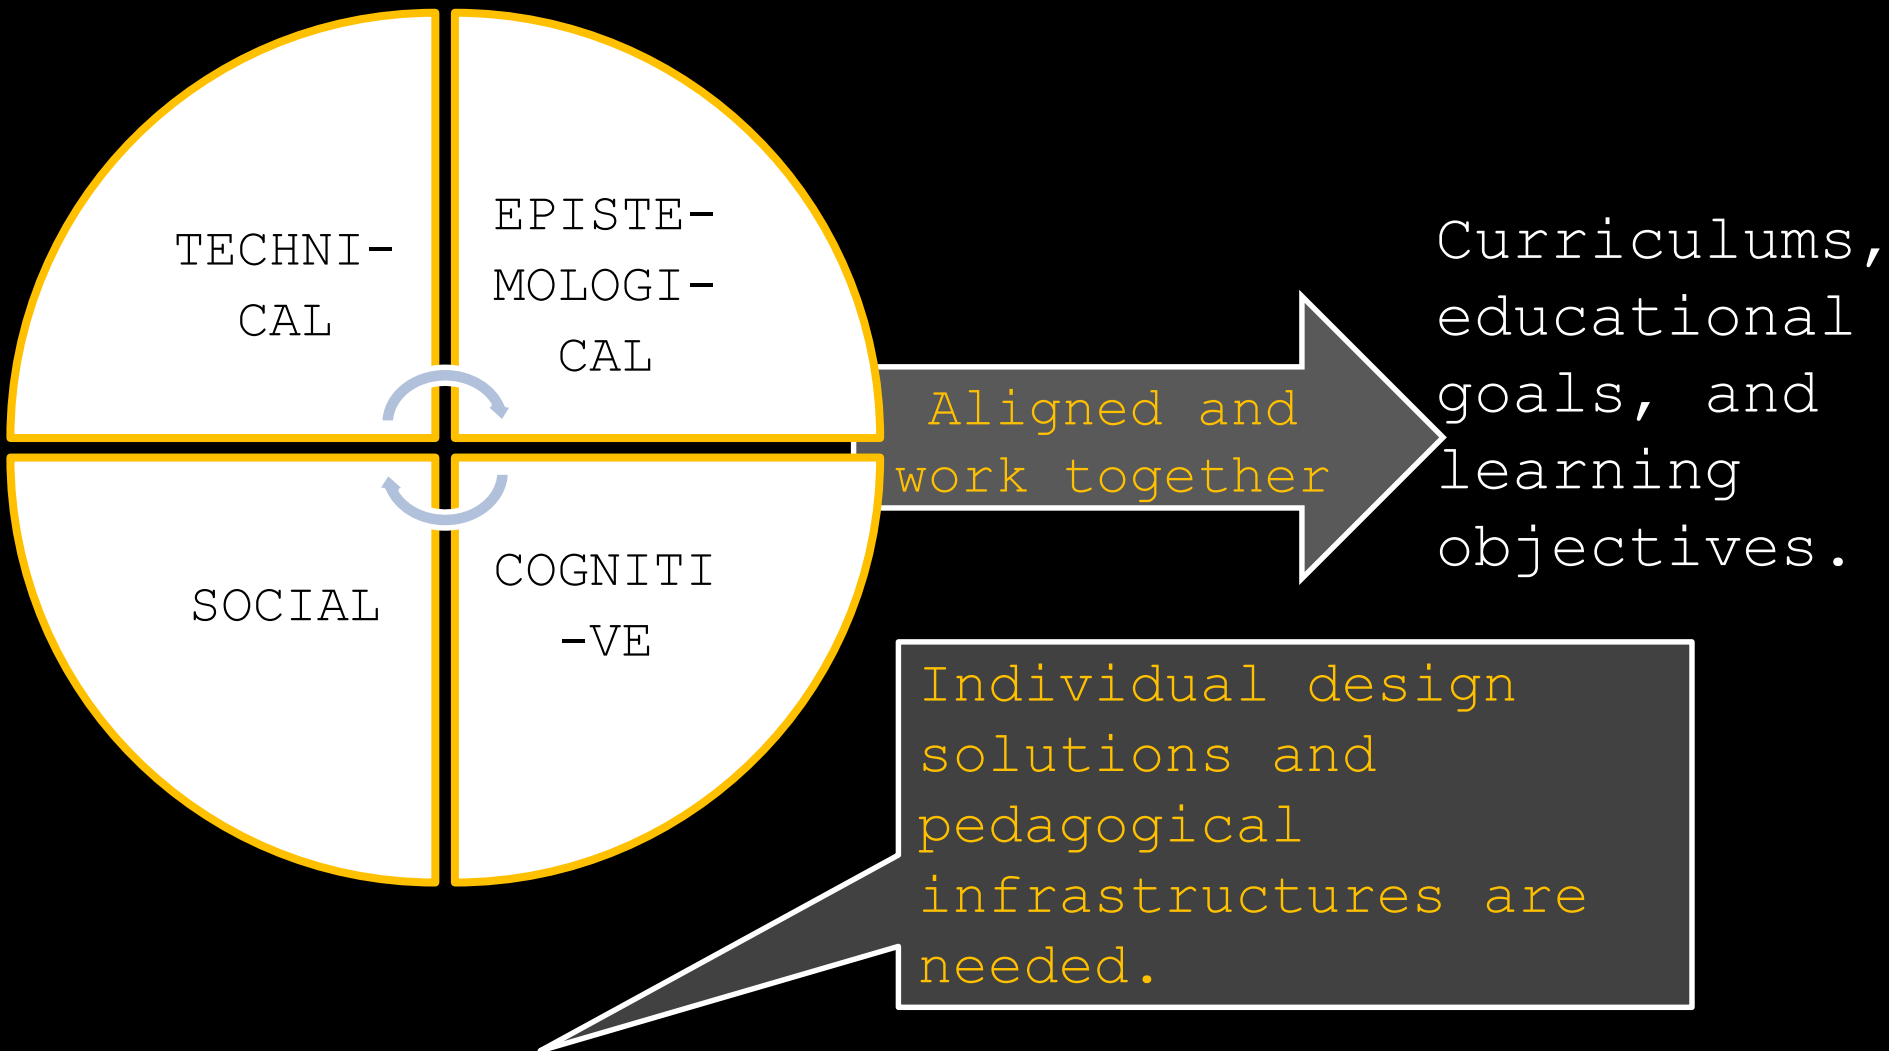 TECHNI-
CAL
EPISTE-
MOLOGI-
CAL
SOCIAL
COGNITI
-VE
Aligned and
work together
Curriculums,
educational
goals, and
learning
objectives.
Individual design
solutions and
pedagogical
infrastructures are
needed.